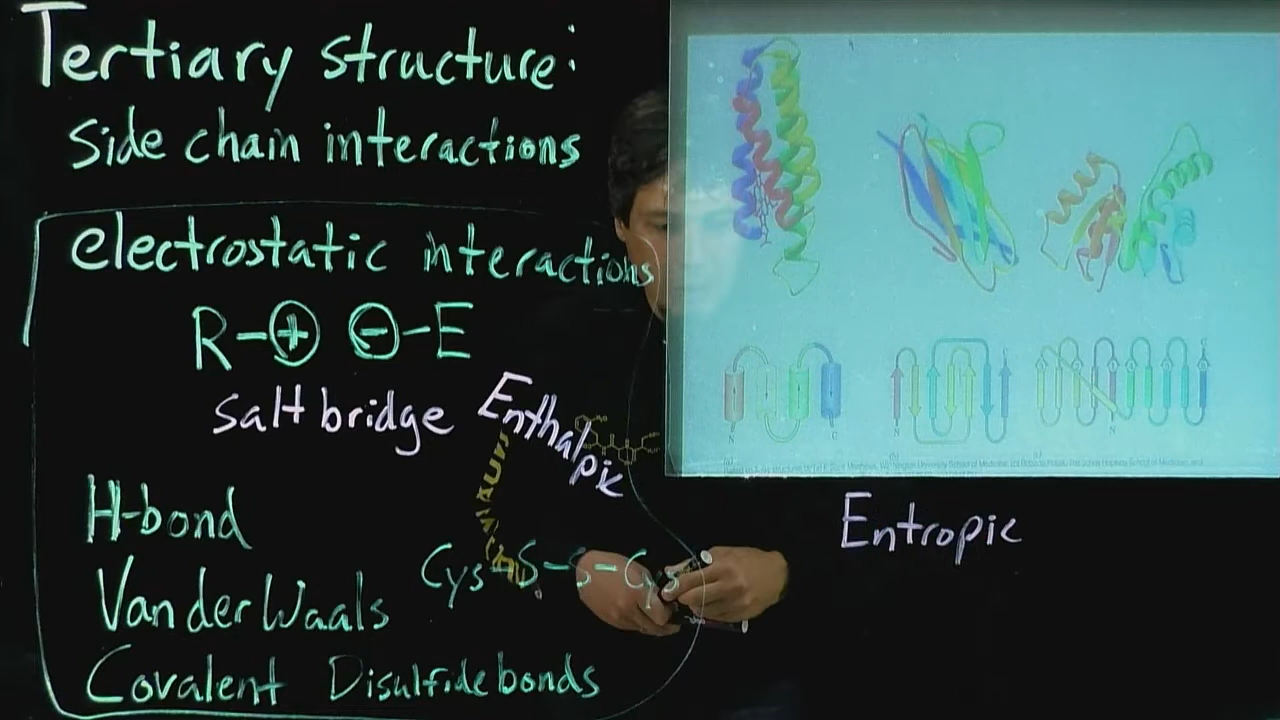 Tertiary structure:
side chain interactions
electrostatic interactions
R-⊕ ⊖-E
salt bridge
Enthalpic
H-bond
Cys-S-S-Cys
Van der Waals
Covalent Disulfide bonds
Entropic
N
C
N
N